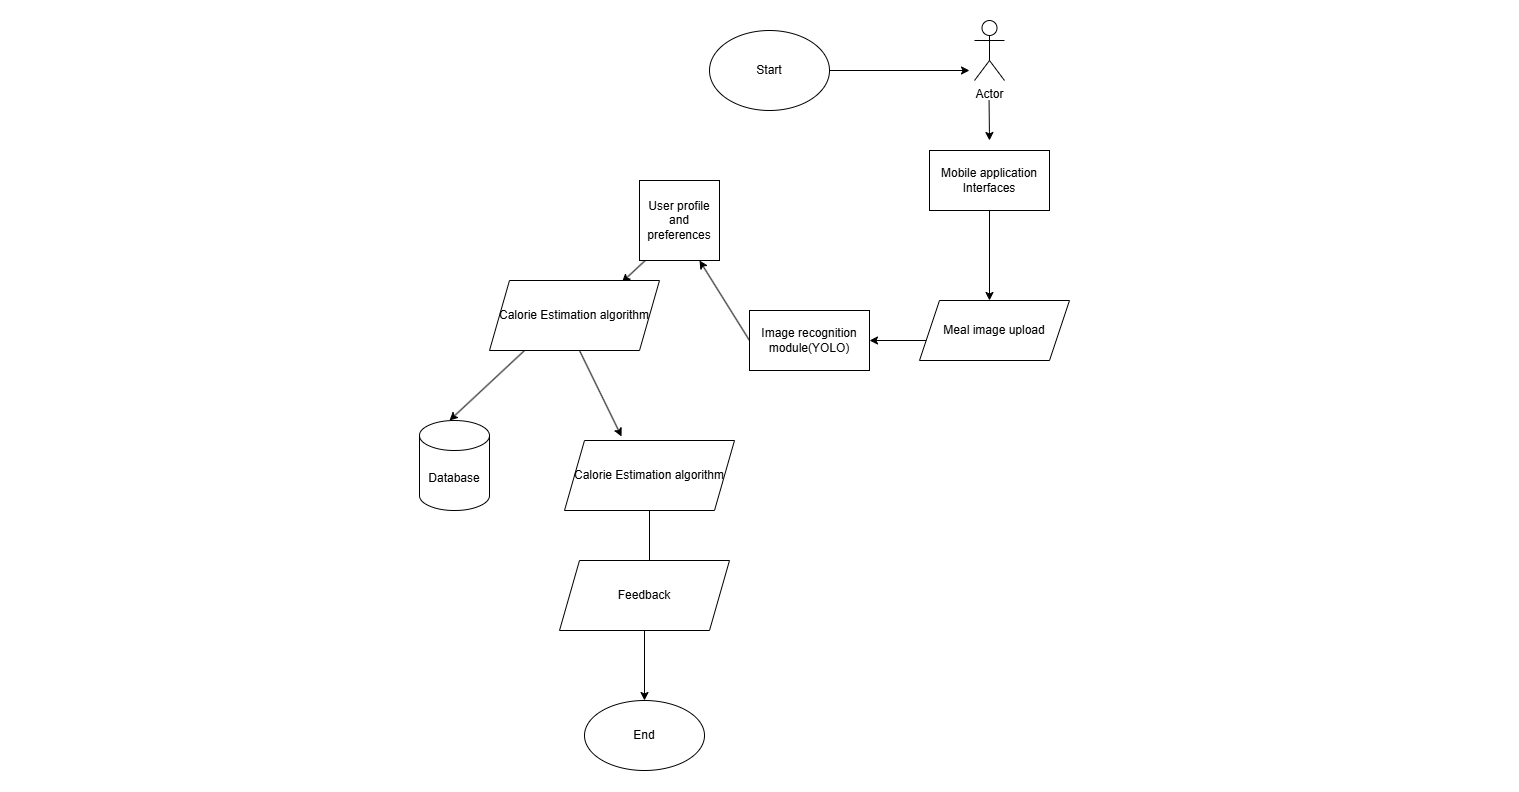 Start
Actor
Mobile application
Interfaces
User profile
and
preferences
Calorie Estimation algorithm
Image recognition
module(YOLO)
Meal image upload
Database
Calorie Estimation algorithm
Feedback
End